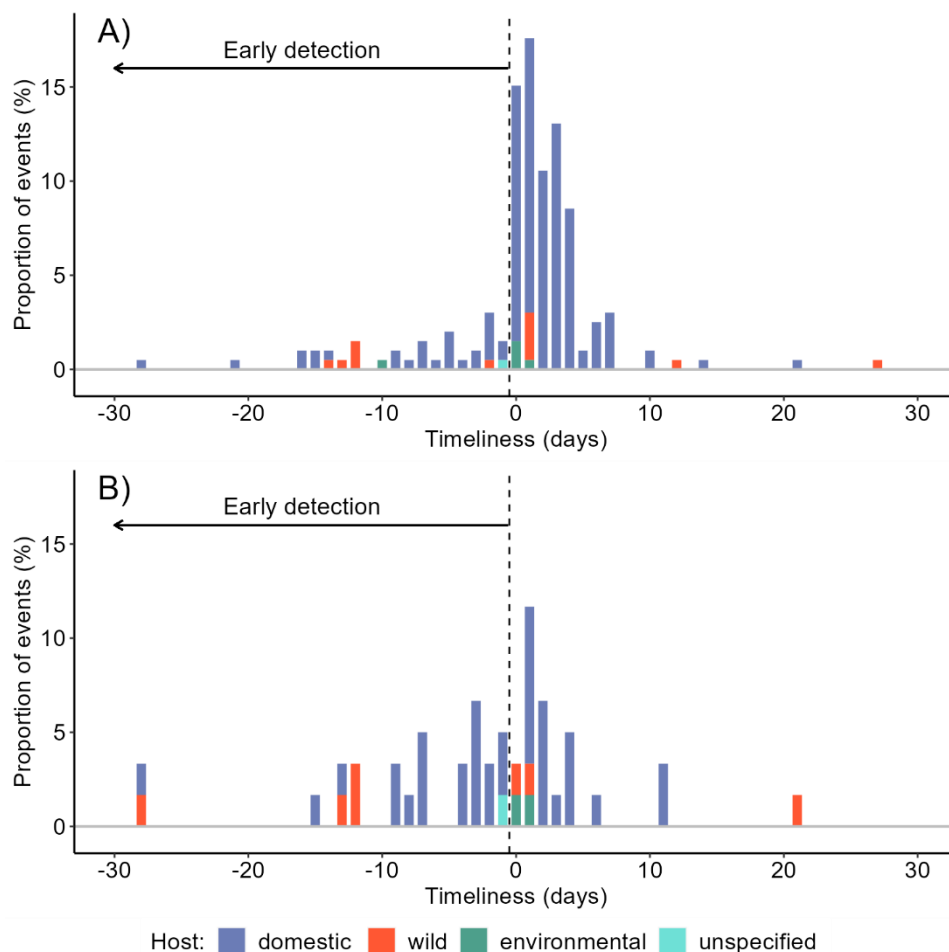 A)
Early detection
Proportion of events (%)
15
10
5
0
-30 -20 -10 0 10 20 30
Timeliness (days)
B)
Early detection
Proportion of events (%)
15
10
5
0
-30 -20 -10 0 10 20 30
Timeliness (days)
Host: domestic wild environmental unspecified